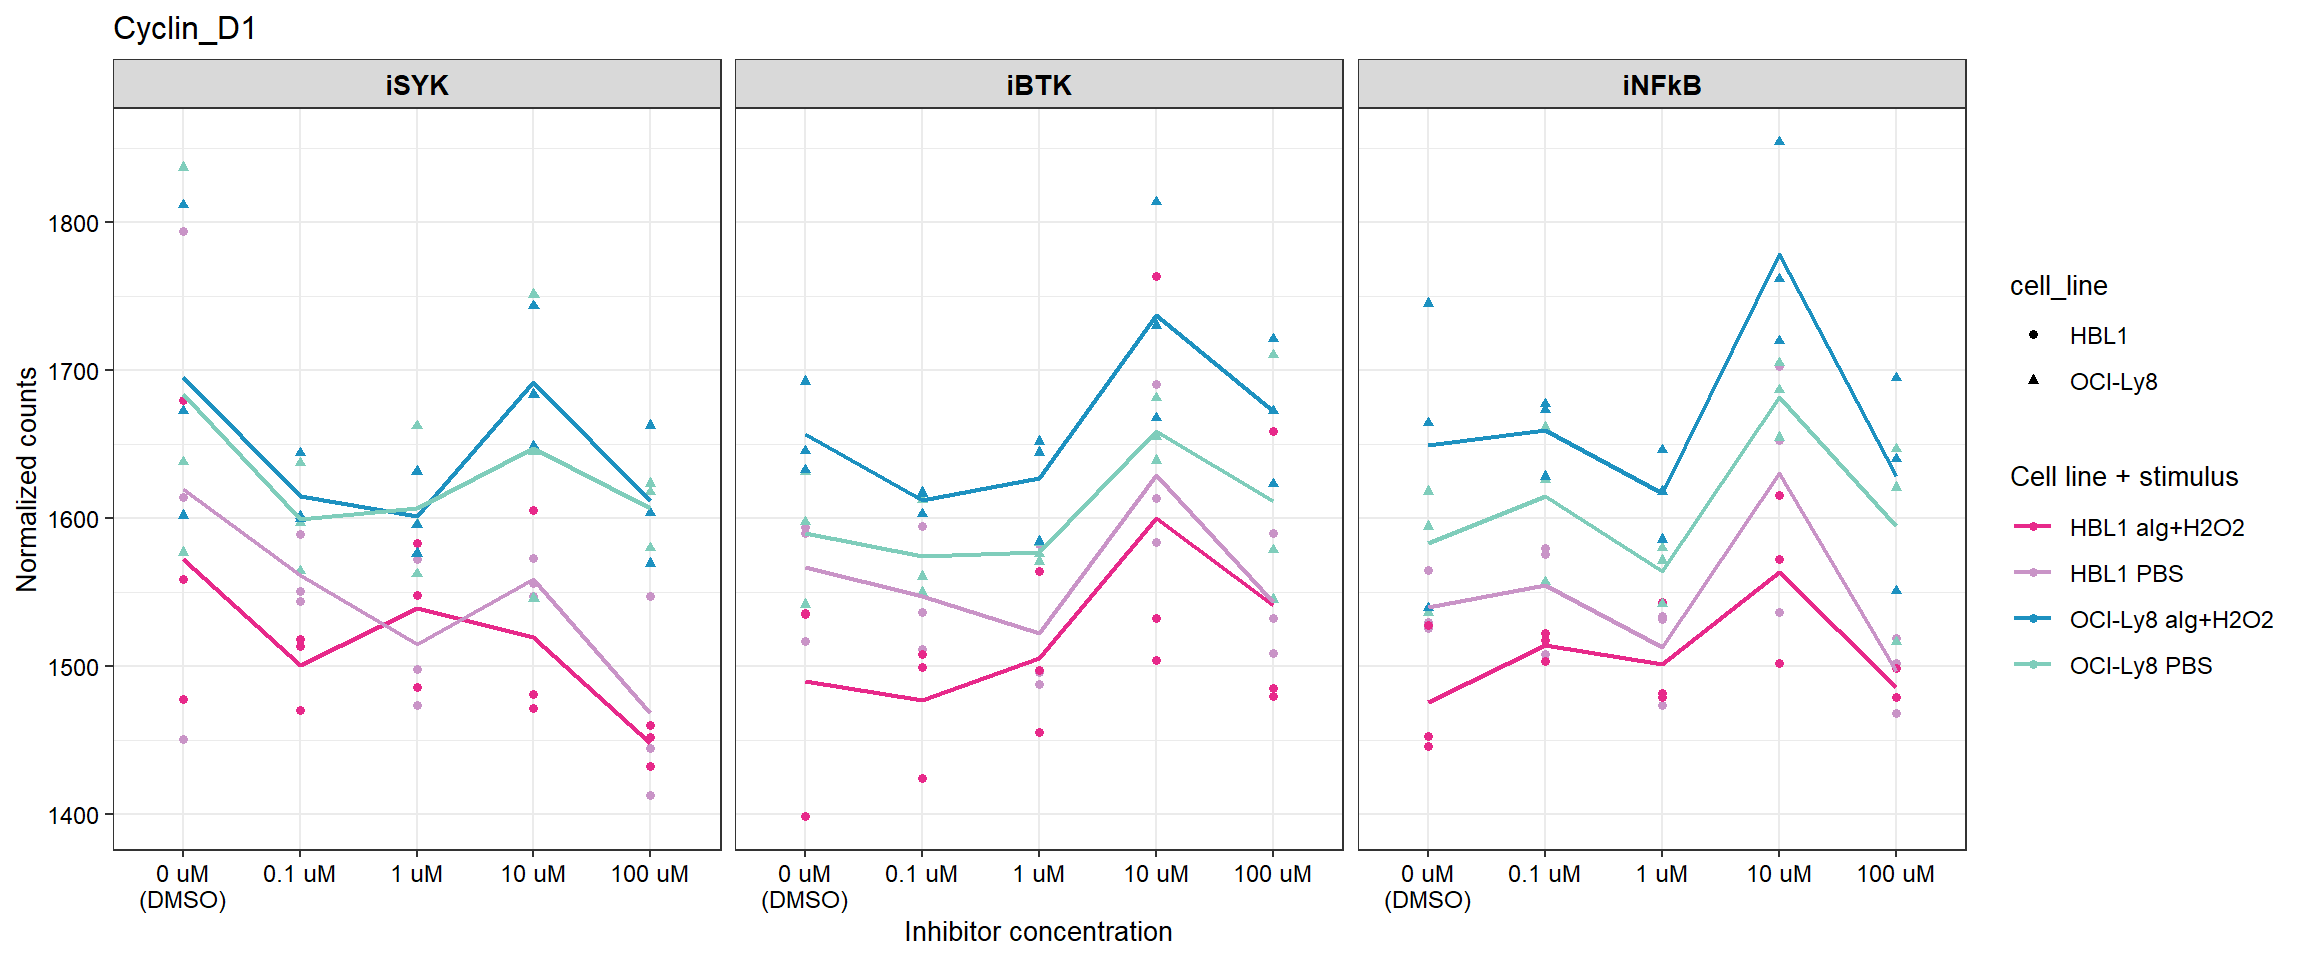 Cyclin_D1
iSYK
iBTK
iNFkB
Normalized counts
1800
1700
1600
1500
1400
0 uM
(DMSO)
0.1 uM
1 uM
10 uM
100 uM
0 uM
(DMSO)
0.1 uM
1 uM
10 uM
100 uM
0 uM
(DMSO)
0.1 uM
1 uM
10 uM
100 uM
Inhibitor concentration
cell_line
HBL1
OCI-Ly8
Cell line + stimulus
HBL1 aIg+H2O2
HBL1 PBS
OCI-Ly8 aIg+H2O2
OCI-Ly8 PBS